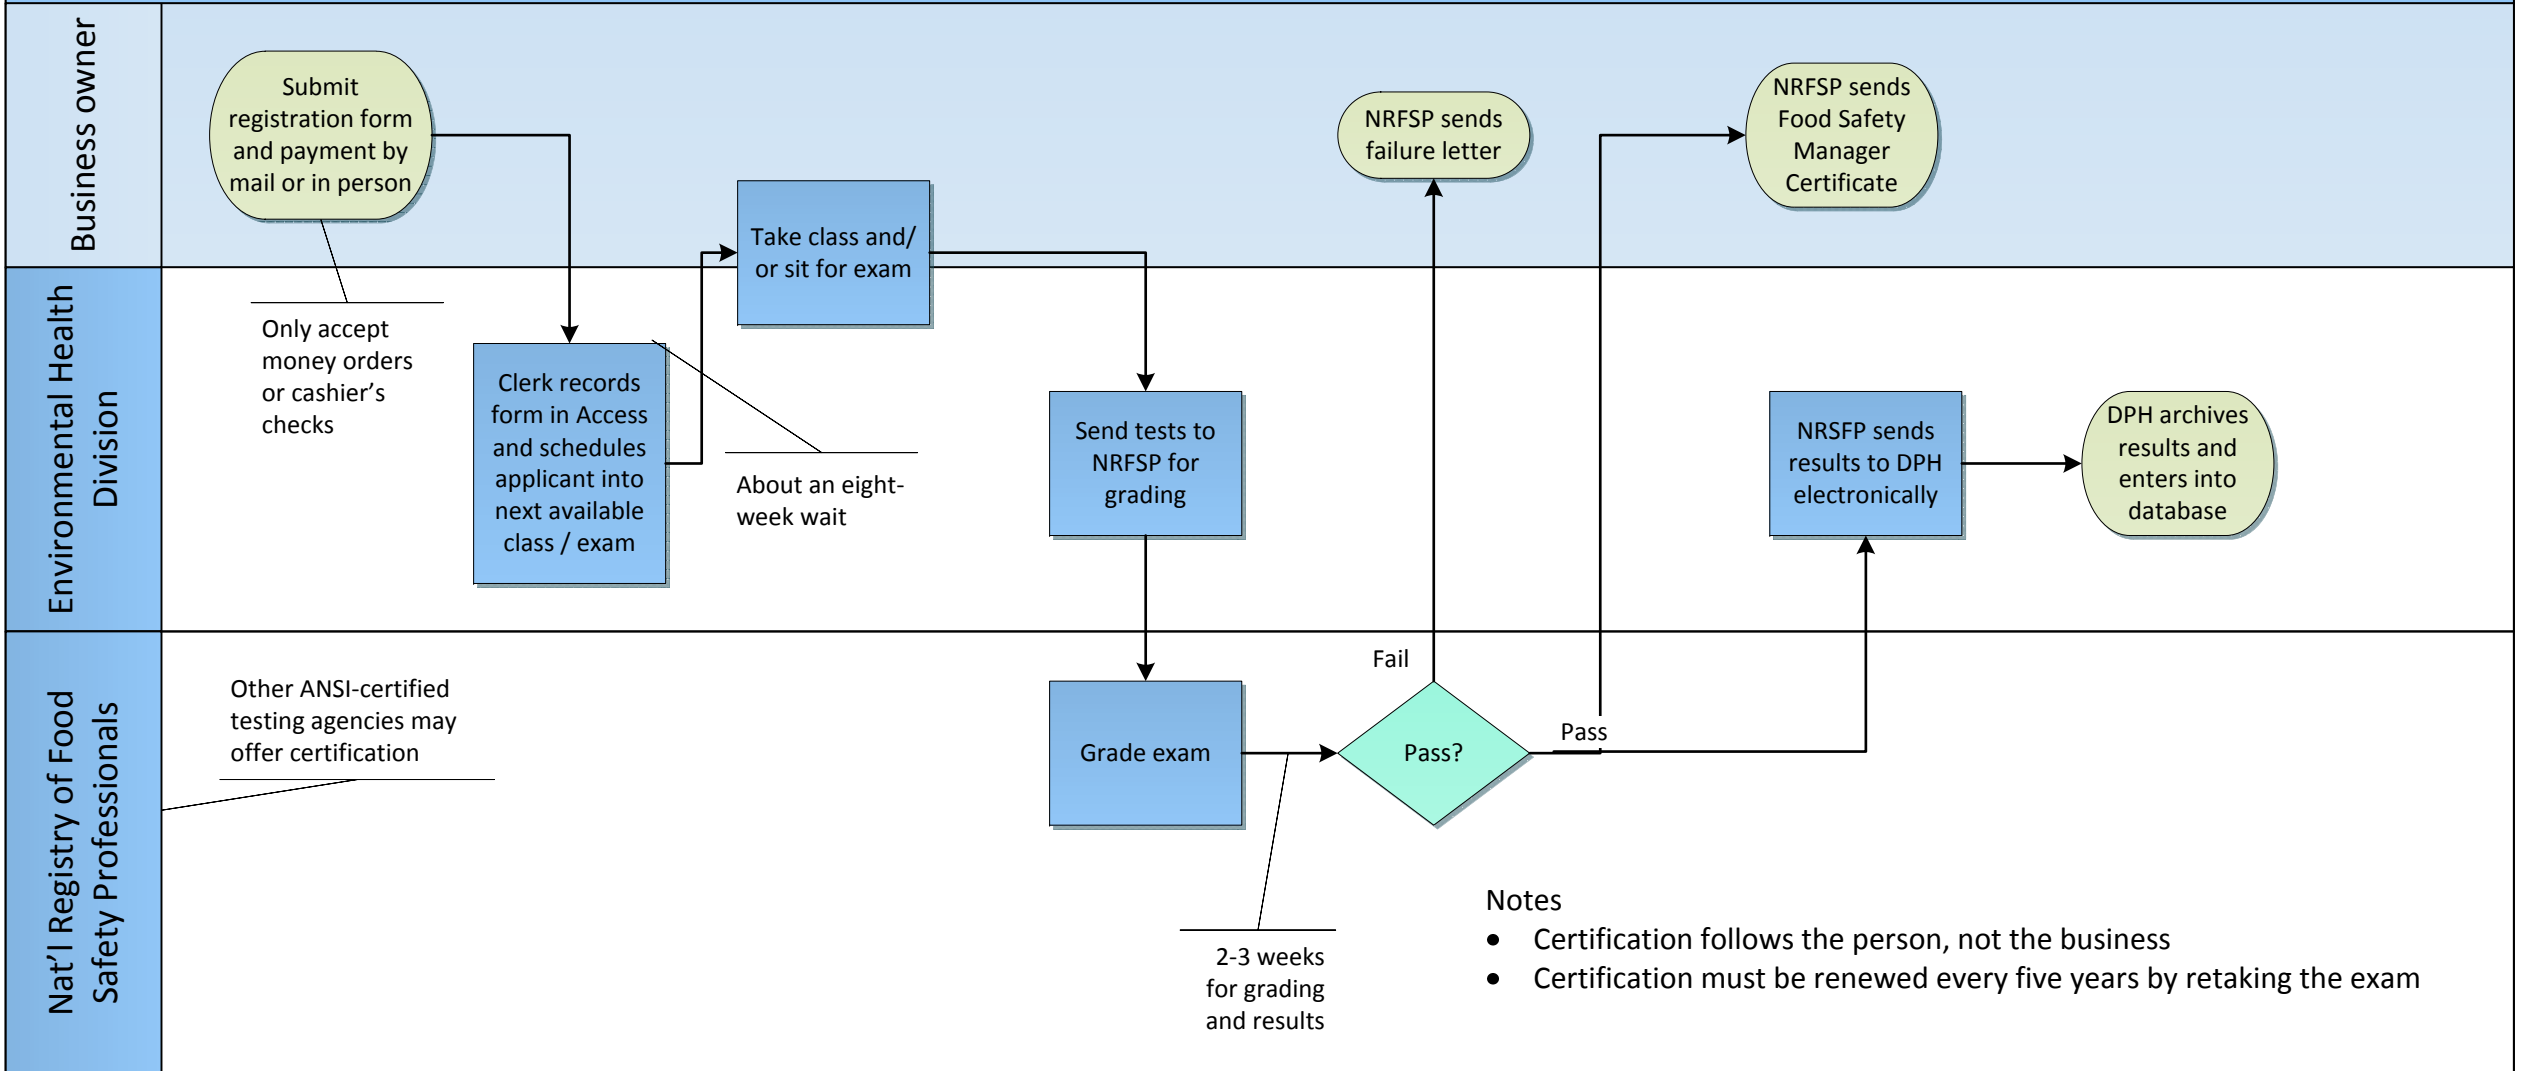 Business owner
Submit
registration form
and payment by
mail or in person
NRFSP sends
failure letter
NRFSP sends
Food Safety
Manager
Certificate
Take class and/
or sit for exam
Environmental Health
Division
Only accept
money orders
or cashier's
checks
Clerk records
form in Access
and schedules
applicant into
next available
class / exam
About an eight-
week wait
Send tests to
NRFSP for
grading
NRSFP sends
results to DPH
electronically
DPH archives
results and
enters into
database
Nat'l Registry of Food
Safety Professionals
Other ANSI-certified
testing agencies may
offer certification
Grade exam
Fail
Pass?
Pass
2-3 weeks
for grading
and results
Notes
• Certification follows the person, not the business
• Certification must be renewed every five years by retaking the exam